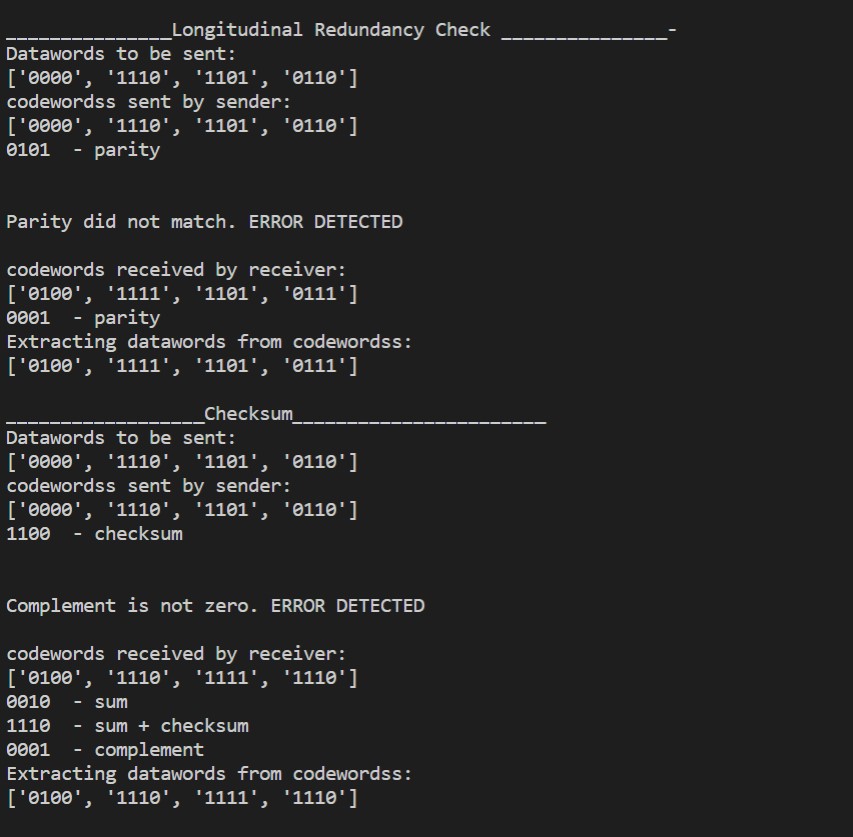 _______________Longitudinal Redundancy Check _______________-
Datawords to be sent:
['0000', '1110', '1101', '0110']
codewordss sent by sender:
['0000', '1110', '1101', '0110']
0101  - parity
Parity did not match. ERROR DETECTED
codewords received by receiver:
['0100', '1111', '1101', '0111']
0001  - parity
Extracting datawords from codewordss:
['0100', '1111', '1101', '0111']
__________________Checksum_______________________
Datawords to be sent:
['0000', '1110', '1101', '0110']
codewordss sent by sender:
['0000', '1110', '1101', '0110']
1100  - checksum
Complement is not zero. ERROR DETECTED
codewords received by receiver:
['0100', '1110', '1111', '1110']
0010  - sum
1110  - sum + checksum
0001  - complement
Extracting datawords from codewordss:
['0100', '1110', '1111', '1110']